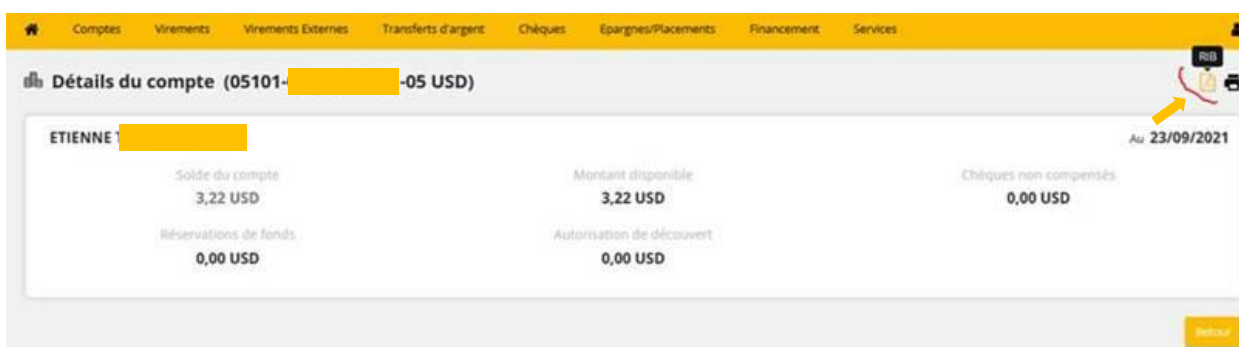 Comptes Virements Virements Externes Transferts d'argent Chèques Epargnes/Placements Financement Services
RIB
Détails du compte (05101- -05 USD)
ETIENNE T
Au 23/09/2021
Solde du compte Montant disponible Chèques non compensés
3,22 USD 3,22 USD 0,00 USD
Réservations de fonds Autorisation de découvert
0,00 USD 0,00 USD
Retour